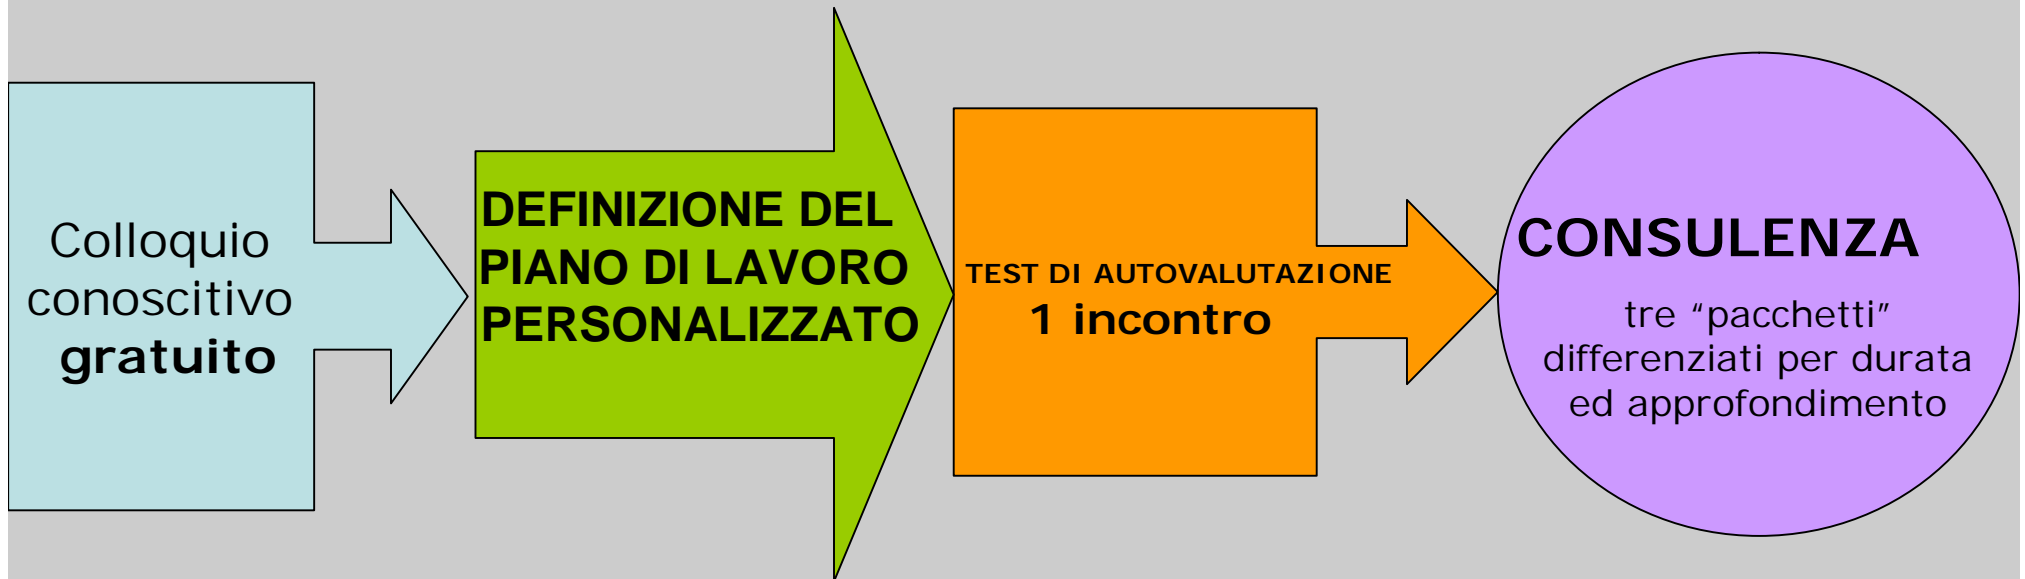 Colloquio
conoscitivo
gratuito
DEFINIZIONE DEL
PIANO DI LAVORO
PERSONALIZZATO
TEST DI AUTOVALUTAZIONE
1 incontro
CONSULENZA
tre “pacchetti”
differenziati per durata
ed approfondimento